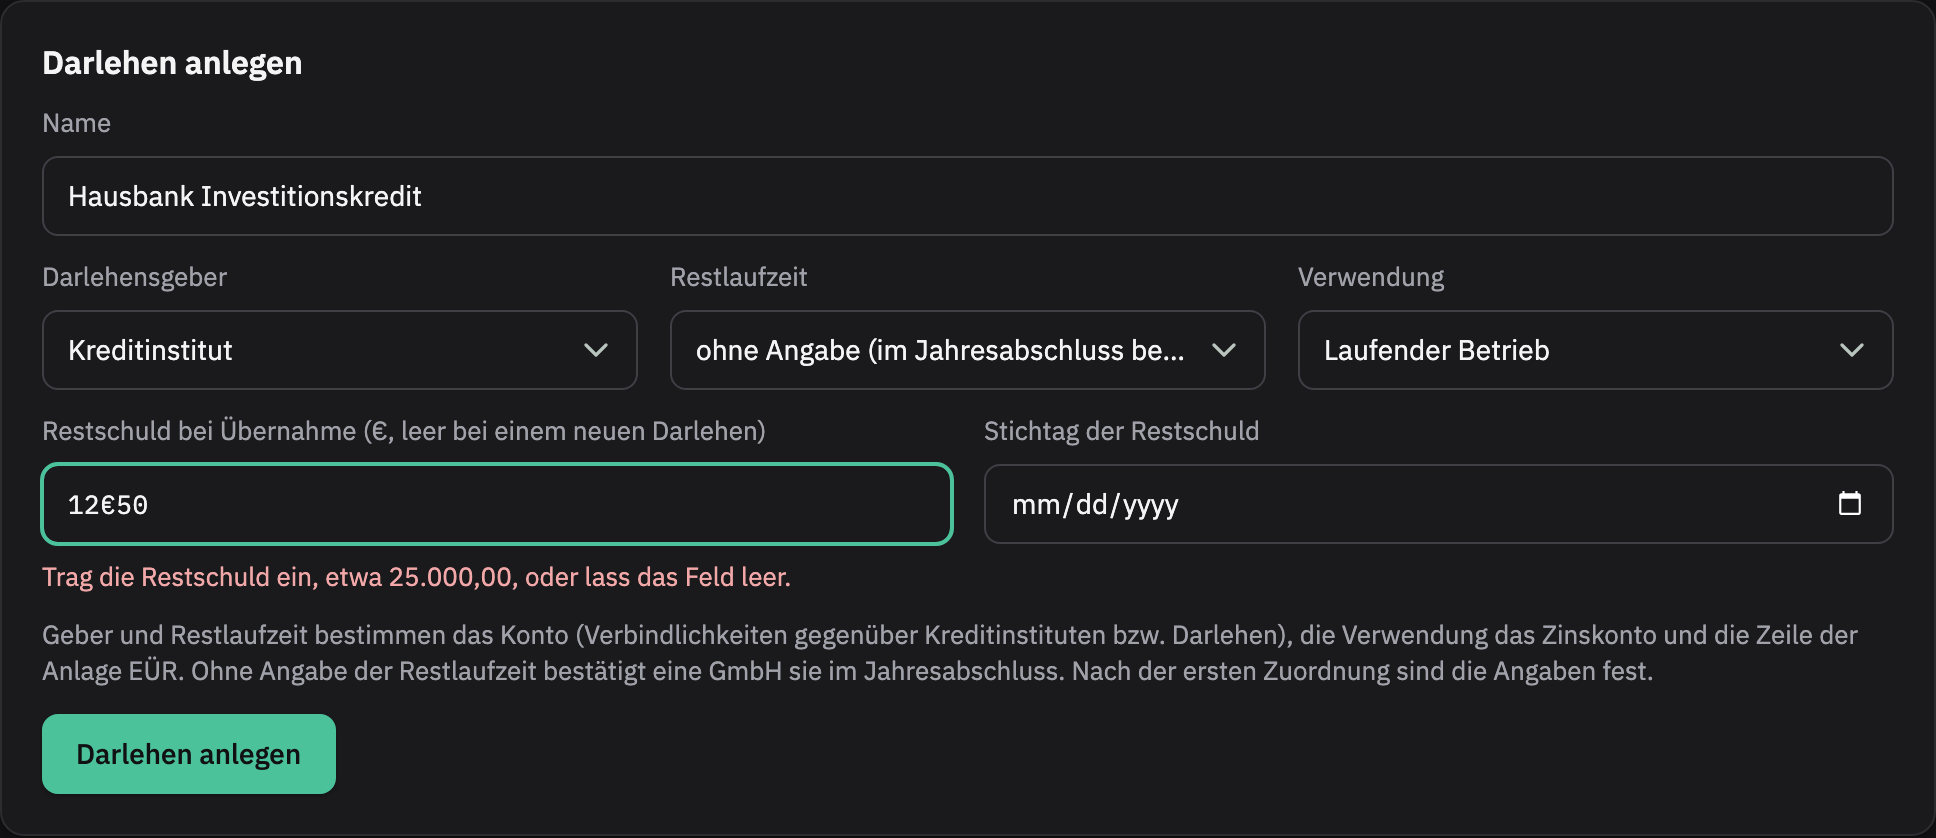 Darlehen anlegen
Name
Hausbank Investitionskredit
Darlehensgeber
Restlaufzeit
Verwendung
Kreditinstitut
ohne Angabe (im Jahresabschluss be...
Laufender Betrieb
Restschuld bei Übernahme (€, leer bei einem neuen Darlehen)
Stichtag der Restschuld
12€50
mm/dd/yyyy
Trag die Restschuld ein, etwa 25.000,00, oder lass das Feld leer.
Geber und Restlaufzeit bestimmen das Konto (Verbindlichkeiten gegenüber Kreditinstituten bzw. Darlehen), die Verwendung das Zinskonto und die Zeile der
Anlage EÜR. Ohne Angabe der Restlaufzeit bestätigt eine GmbH sie im Jahresabschluss. Nach der ersten Zuordnung sind die Angaben fest.
Darlehen anlegen